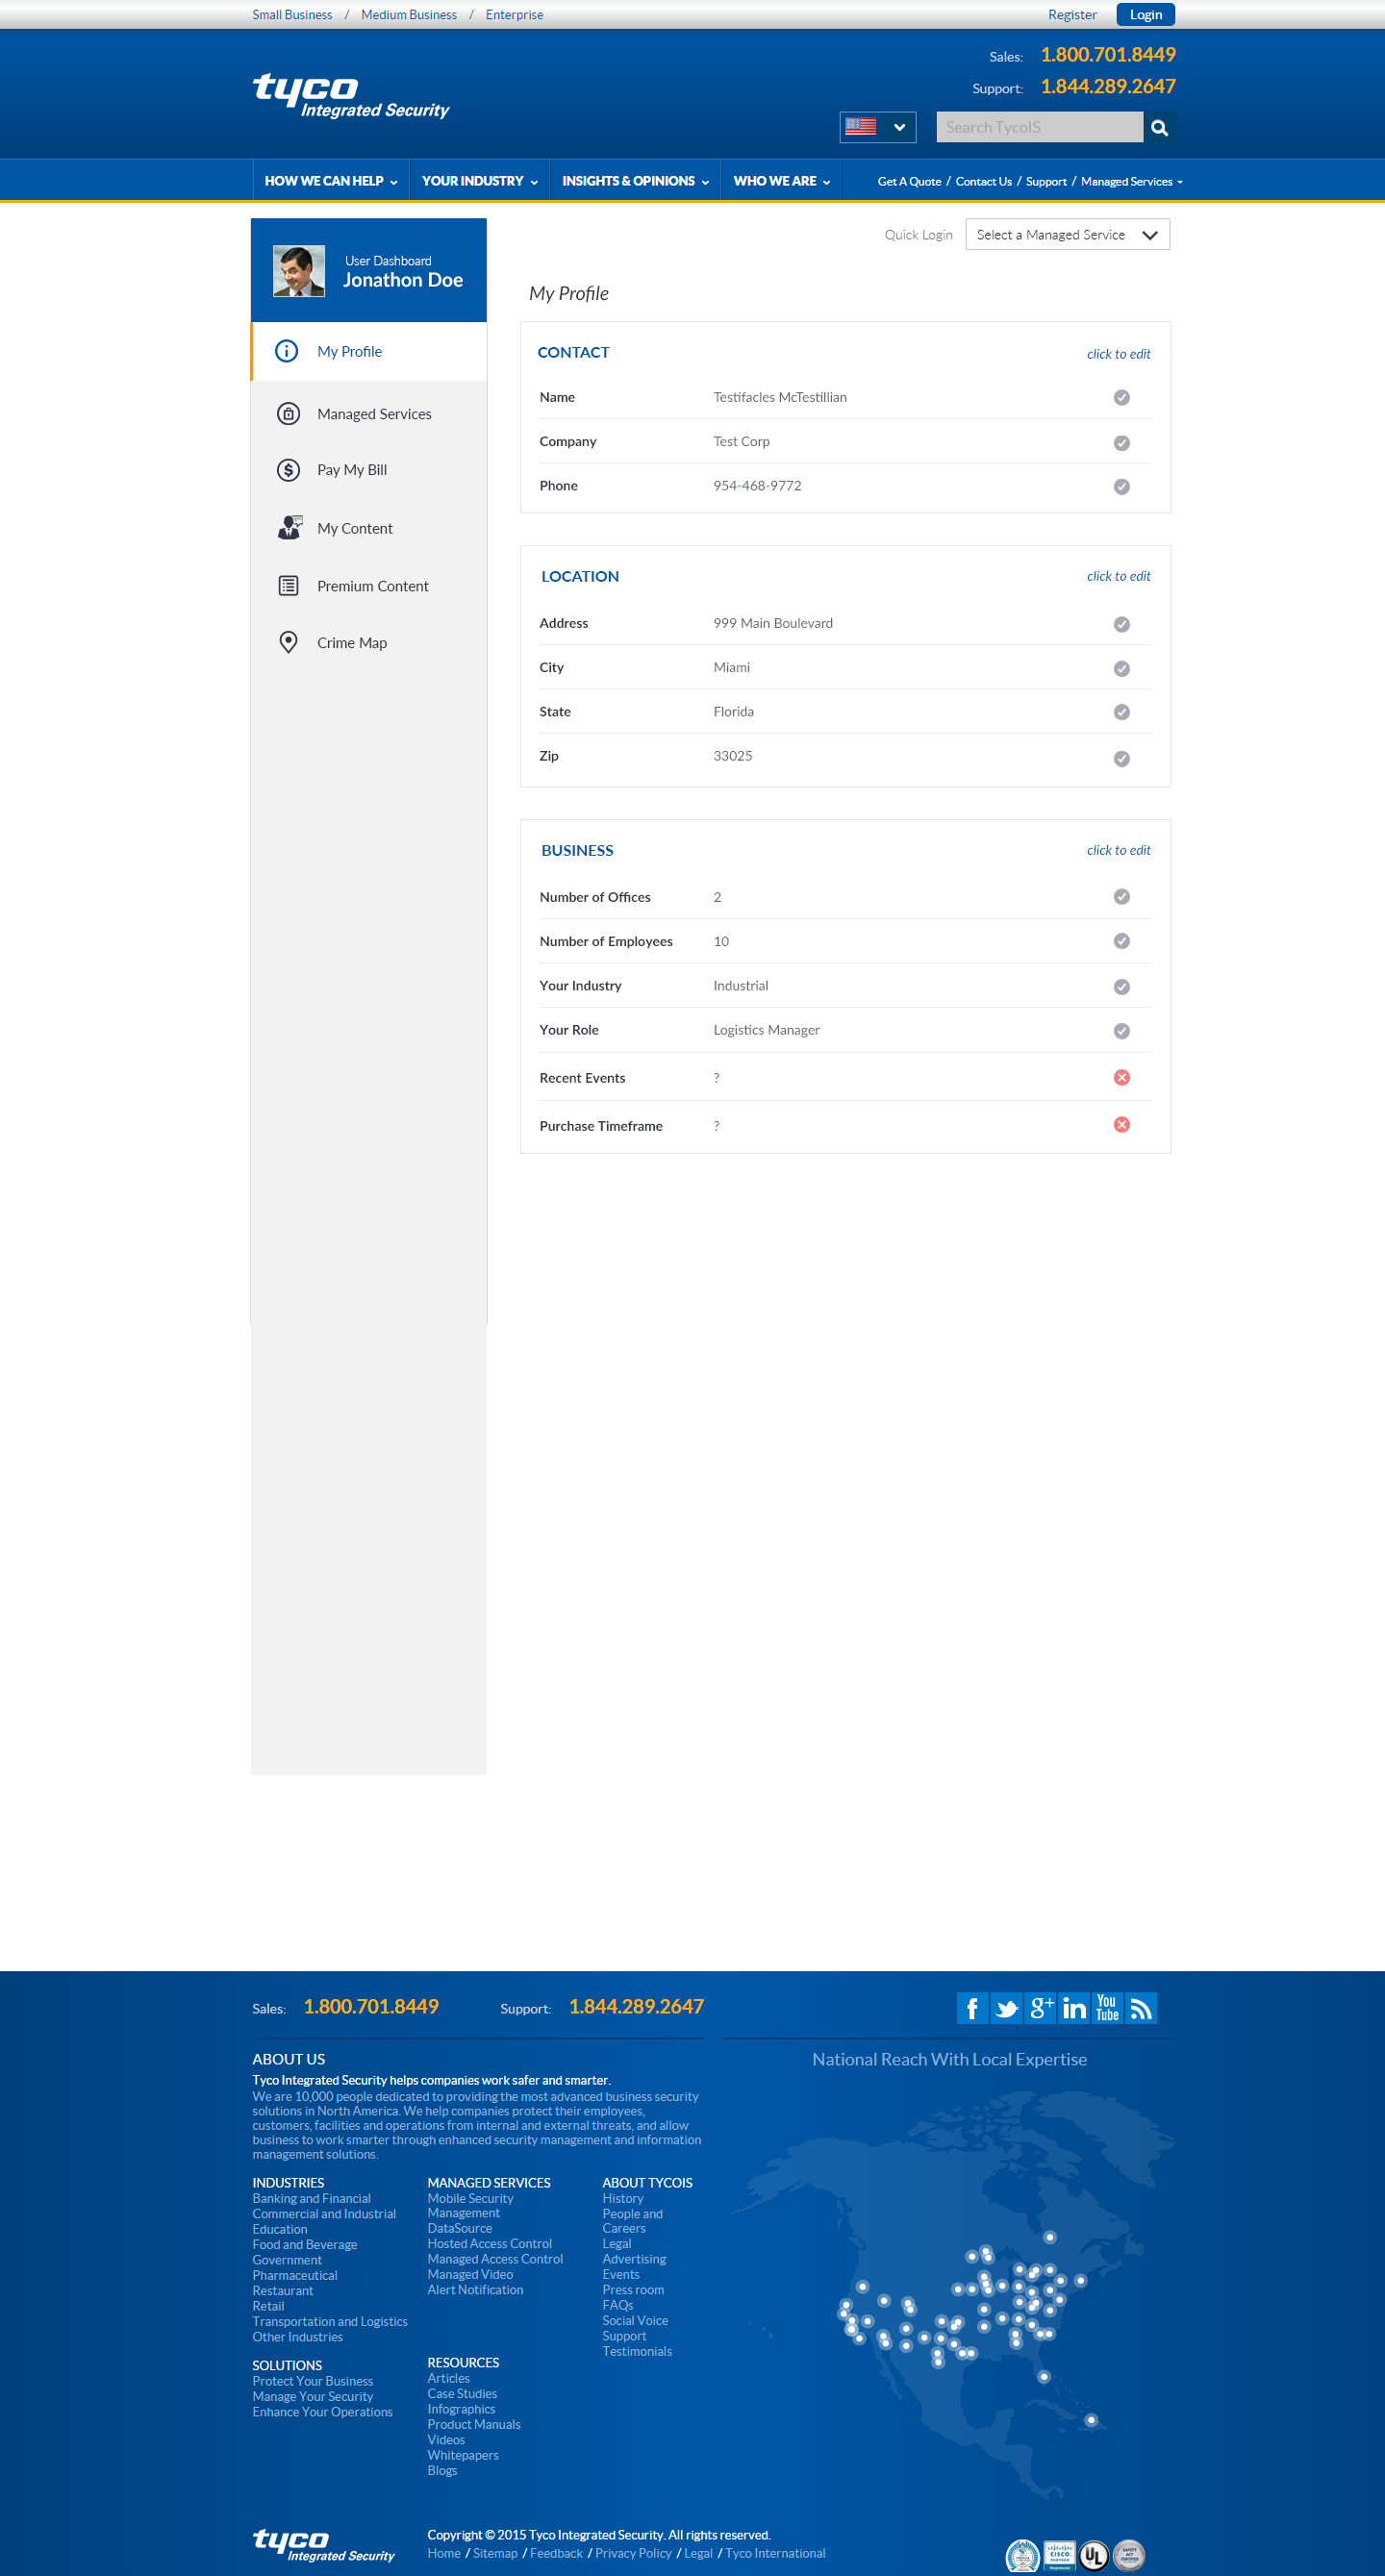 Small Business / Medium Business / Enterprise
Register Login
Sales: 1.800.701.8449
Support: 1.844.289.2647
tyco
Integrated Security
Search TycoIS
HOW WE CAN HELP YOUR INDUSTRY INSIGHTS & OPINIONS WHO WE ARE Get A Quote / Contact Us / Support / Managed Services
Quick Login Select a Managed Service
User Dashboard
Jonathon Doe
My Profile
Managed Services
Pay My Bill
My Content
Premium Content
Crime Map
My Profile
CONTACT click to edit
Name Testifacles McTestillian
Company Test Corp
Phone 954-468-9772
LOCATION click to edit
Address 999 Main Boulevard
City Miami
State Florida
Zip 33025
BUSINESS click to edit
Number of Offices 2
Number of Employees 10
Your Industry Industrial
Your Role Logistics Manager
Recent Events ?
Purchase Timeframe ?
Sales: 1.800.701.8449 Support: 1.844.289.2647
f g+ in You Tube
ABOUT US
Tyco Integrated Security helps companies work safer and smarter.
We are 10,000 people dedicated to providing the most advanced business security
solutions in North America. We help companies protect their employees,
customers, facilities and operations from internal and external threats, and allow
business to work smarter through enhanced security management and information
management solutions.
National Reach With Local Expertise
INDUSTRIES
Banking and Financial
Commercial and Industrial
Education
Food and Beverage
Government
Pharmaceutical
Restaurant
Retail
Transportation and Logistics
Other Industries
SOLUTIONS
Protect Your Business
Manage Your Security
Enhance Your Operations
MANAGED SERVICES
Mobile Security
Management
DataSource
Hosted Access Control
Managed Access Control
Managed Video
Alert Notification
RESOURCES
Articles
Case Studies
Infographics
Product Manuals
Videos
Whitepapers
Blogs
ABOUT TYCOIS
History
People and
Careers
Legal
Advertising
Events
Press room
FAQs
Social Voice
Support
Testimonials
tyco
Integrated Security
Copyright © 2015 Tyco Integrated Security. All rights reserved.
Home / Sitemap / Feedback / Privacy Policy / Legal / Tyco International
CISCO
PARTNER
UL
SAFETY
ACT
CERTIFIED